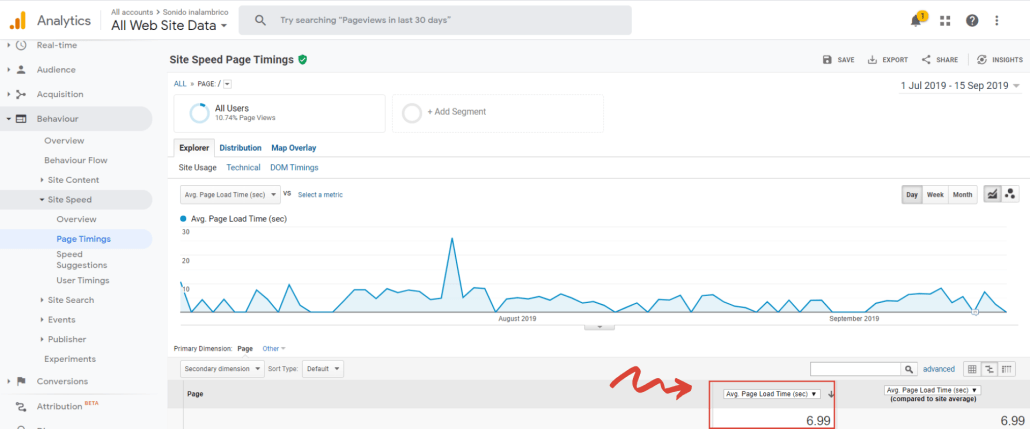 Analytics
All accounts > Sonido inalambrico
All Web Site Data
Try searching "Pageviews in last 30 days"
1
Real-time
Audience
Acquisition
Behaviour
Overview
Behaviour Flow
Site Content
Site Speed
Overview
Page Timings
Speed
Suggestions
User Timings
Site Search
Events
Publisher
Experiments
Conversions
Attribution BETA
Site Speed Page Timings
SAVE
EXPORT
SHARE
INSIGHTS
ALL » PAGE: /
1 Jul 2019 - 15 Sep 2019
All Users
10.74% Page Views
+ Add Segment
Explorer
Distribution
Map Overlay
Site Usage
Technical
DOM Timings
Avg. Page Load Time (sec)
VS
Select a metric
Day
Week
Month
Avg. Page Load Time (sec)
30
20
10
August 2019
September 2019
Primary Dimension:
Page
Other
Secondary dimension
Sort Type:
Default
advanced
Page
Avg. Page Load Time (sec)
Avg. Page Load Time (sec)
(compared to site average)
6.99
6.99